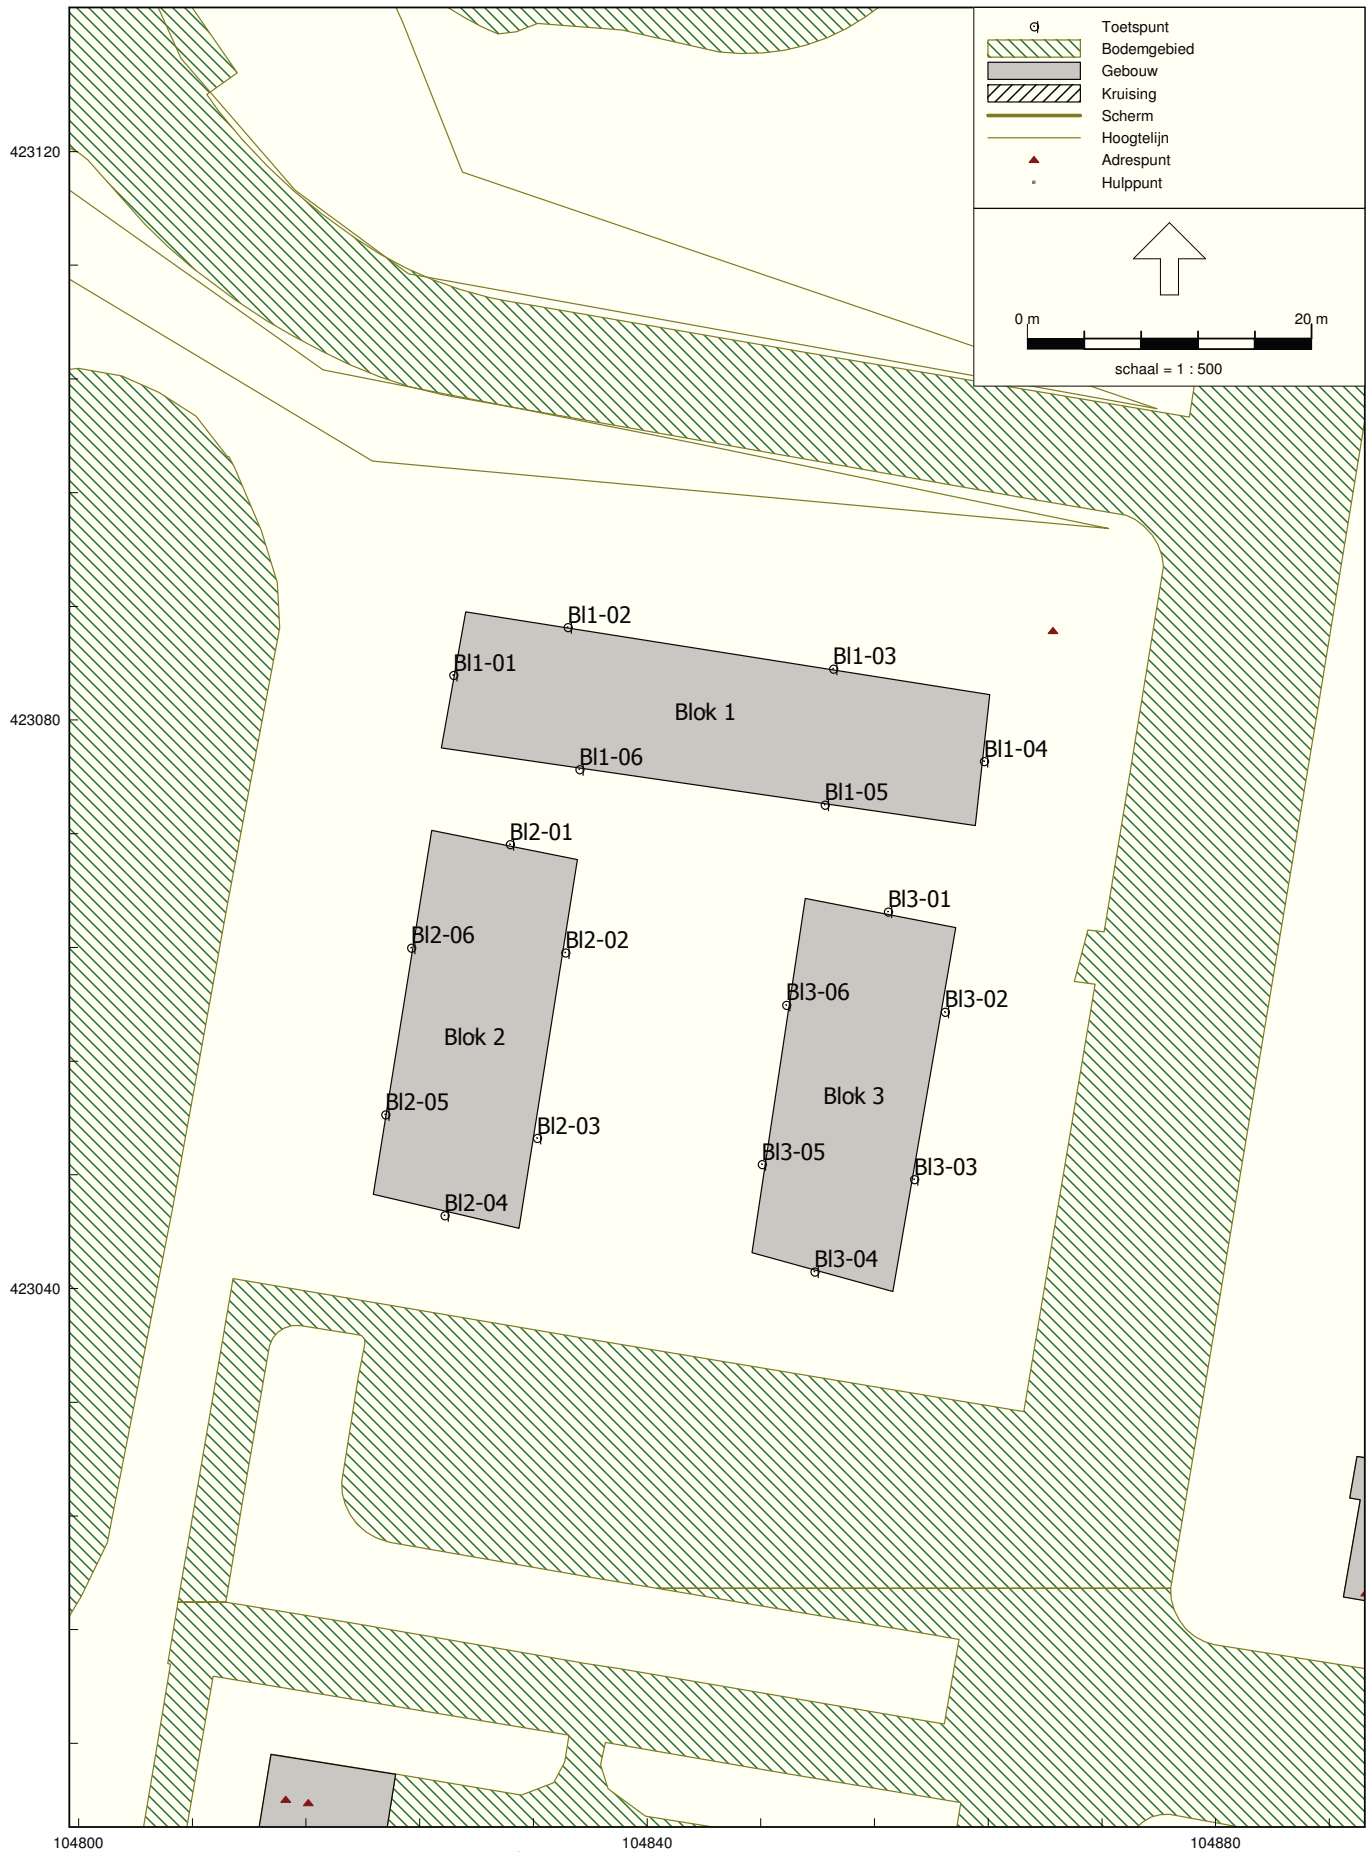 Toetspunt
Bodemgebied
Gebouw
Kruising
Scherm
Hoogtelijn
Adrespunt
Hulppunt
0 m 20 m
schaal = 1 : 500
423120
423080
423040
Bl1-02
Bl1-03
Bl1-01
Blok 1
Bl1-04
Bl1-06
Bl1-05
Bl2-01
Bl3-01
Bl2-06
Bl2-02
Bl3-06
Bl3-02
Blok 2
Blok 3
Bl2-05
Bl2-03
Bl3-05
Bl3-03
Bl2-04
Bl3-04
104800 104840 104880